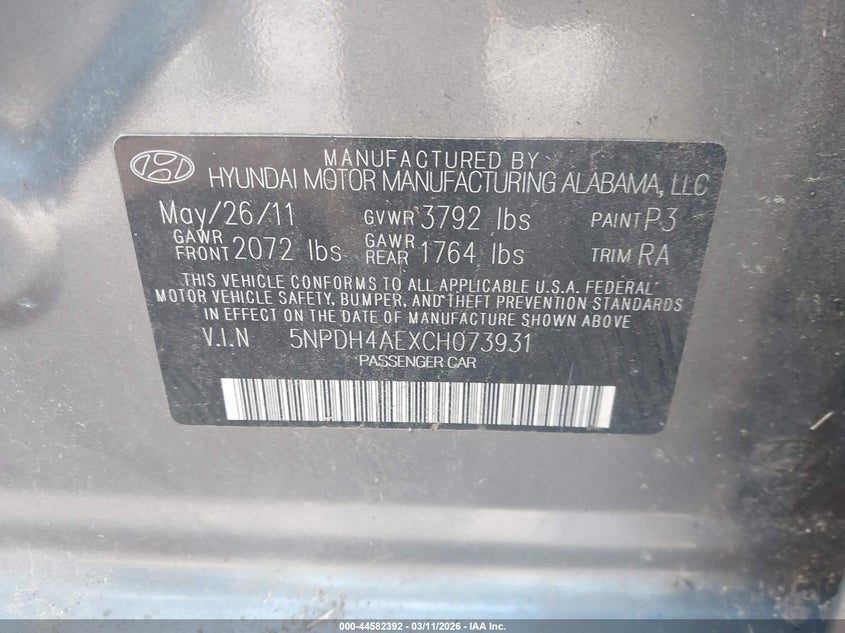 MANUFACTURED BY
HYUNDAI MOTOR MANUFACTURING ALABAMA, LLC
May/26/11 GVWR 3792 lbs PAINT P3
GAWR FRONT 2072 lbs GAWR REAR 1764 lbs TRIM RA
THIS VEHICLE CONFORMS TO ALL APPLICABLE U.S.A. FEDERAL
MOTOR VEHICLE SAFETY, BUMPER, AND THEFT PREVENTION STANDARDS
IN EFFECT ON THE DATE OF MANUFACTURE SHOWN ABOVE
V.I.N 5NPDH4AEXCH073931
PASSENGER CAR
000-44582392 - 03/11/2026 - IAA Inc.